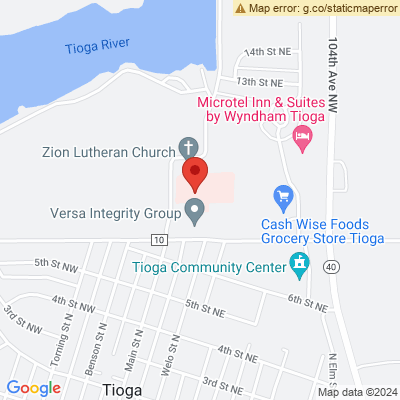 Map error: g.co/staticmaperror
Tioga River
14th St NE
104th Ave NW
13th St NE
Microtel Inn & Suites
by Wyndham Tioga
Zion Lutheran Church
Versa Integrity Group
Cash Wise Foods
Grocery Store Tioga
10
5th St NW
Tioga Community Center
40
4th St NW
6th St NE
3rd St NW
5th St NE
Torning St N
Benson St N
Main St N
Welo St N
4th St NE
N Elm S
Google
Tioga
3rd St NE
Map data ©2024